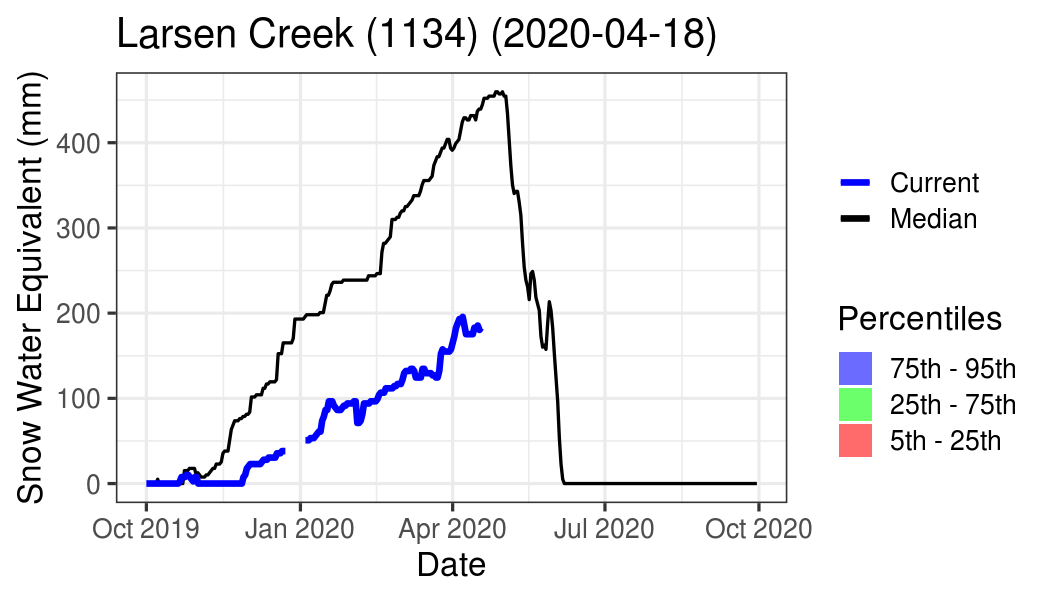 Larsen Creek (1134) (2020-04-18)
Snow Water Equivalent (mm)
400
300
200
100
0
Oct 2019
Jan 2020
Apr 2020
Jul 2020
Oct 2020
Date
Current
Median
Percentiles
75th - 95th
25th - 75th
5th - 25th